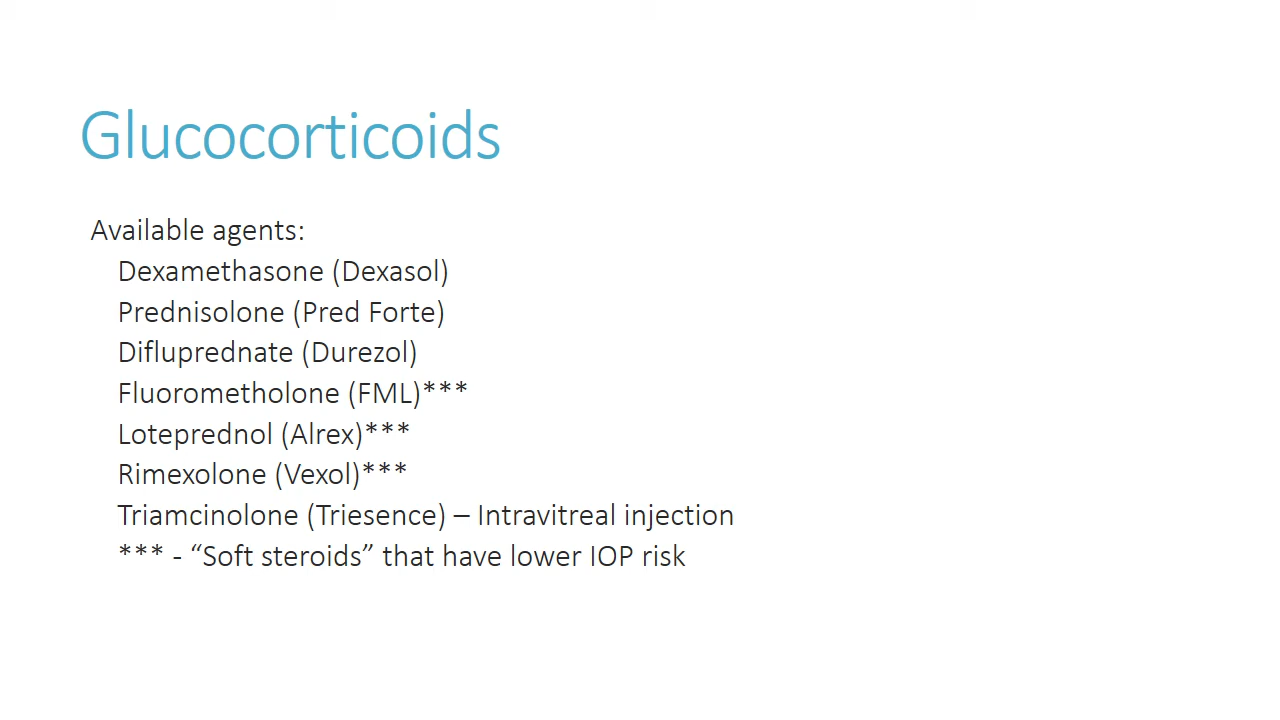 Glucocorticoids
Available agents:
Dexamethasone (Dexasol)
Prednisolone (Pred Forte)
Difluprednate (Durezol)
Fluorometholone (FML)***
Loteprednol (Alrex)***
Rimexolone (Vexol)***
Triamcinolone (Triesence) – Intravitreal injection
*** - “Soft steroids” that have lower IOP risk